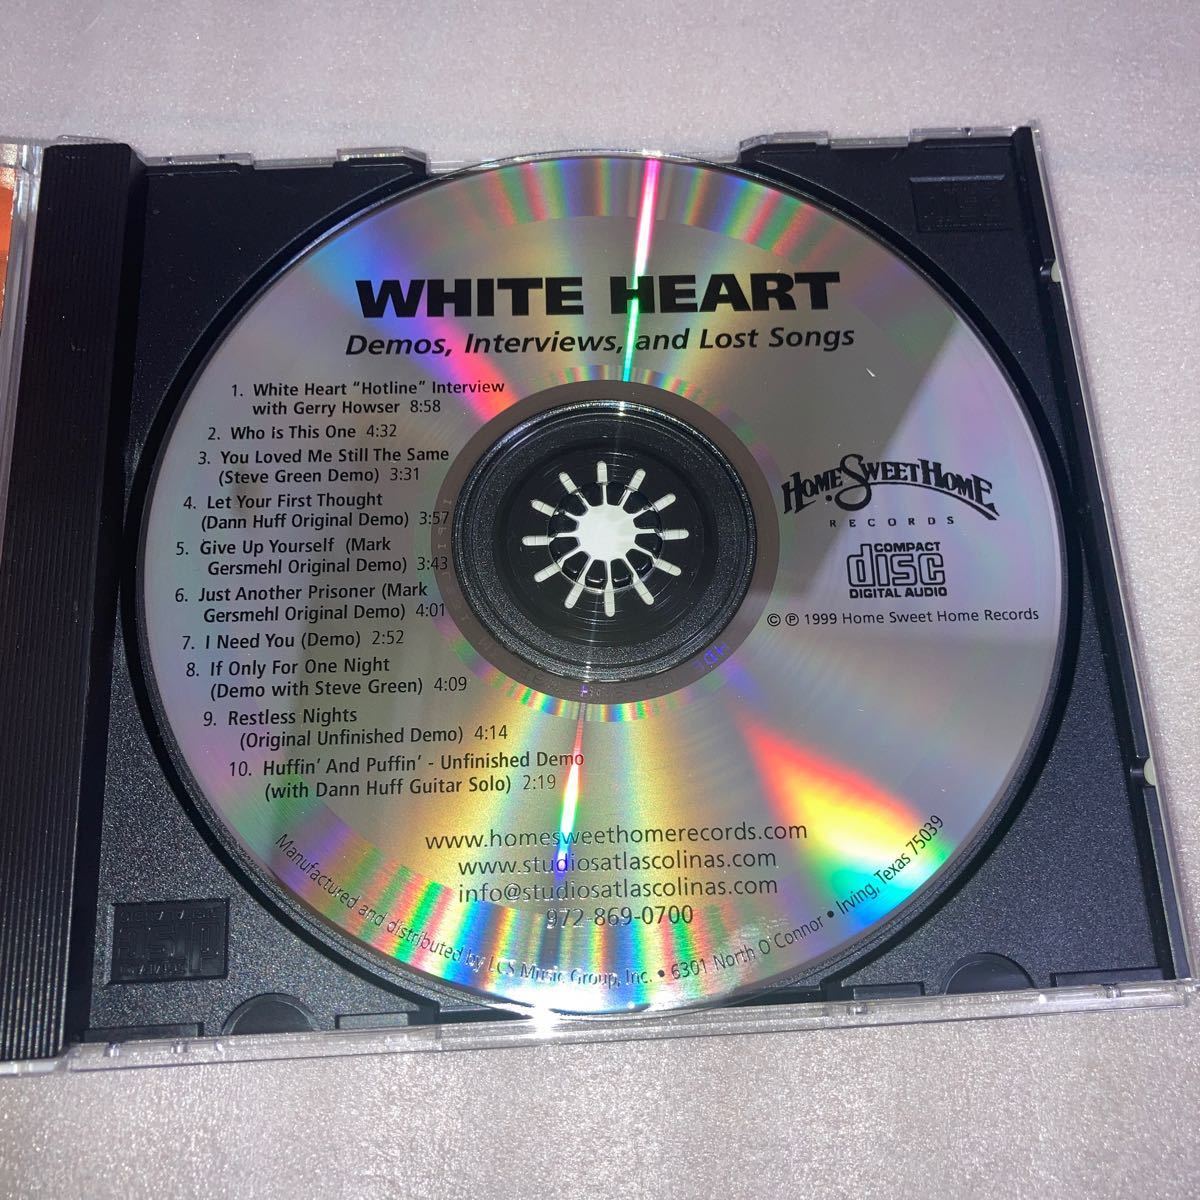 WHITE HEART
Demos, Interviews, and Lost Songs
1. White Heart “Hotline” Interview
with Gerry Howser 8:58
2. Who is This One 4:32
3. You Loved Me Still The Same
(Steve Green Demo) 3:31
4. Let Your First Thought
(Dann Huff Original Demo) 3:57
5. Give Up Yourself (Mark
Gersmehl Original Demo) 3:43
6. Just Another Prisoner (Mark
Gersmehl Original Demo) 4:01
7. I Need You (Demo) 2:52
8. If Only For One Night
(Demo with Steve Green) 4:09
9. Restless Nights
(Original Unfinished Demo) 4:14
10. Huffin’ And Puffin’ - Unfinished Demo
(with Dann Huff Guitar Solo) 2:19
HOME SWEET HOME
RECORDS
COMPACT
disc
DIGITAL AUDIO
© ℗ 1999 Home Sweet Home Records
www.homesweethomerecords.com
www.studiosatlascolinas.com
info@studiosatlascolinas.com
972-869-0700
Manufactured and distributed by LCS Music Group, Inc. • 6301 North O'Connor • Irving, Texas 75039